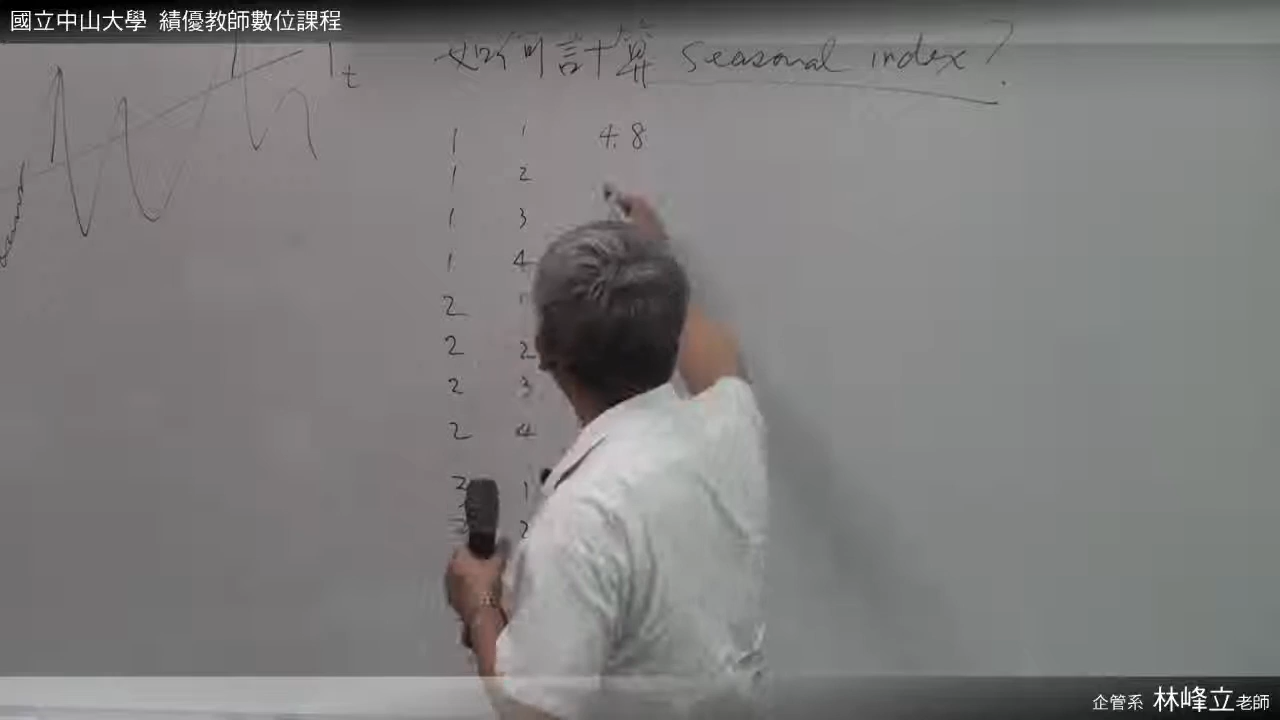 國立中山大學 績優教師數位課程
如何計算 seasonal index?
t
1 1 4.8
1 2
1 3
1 4
2 1
2 2
2 3
2 4
3 1
3 2
企管系 林峰立老師